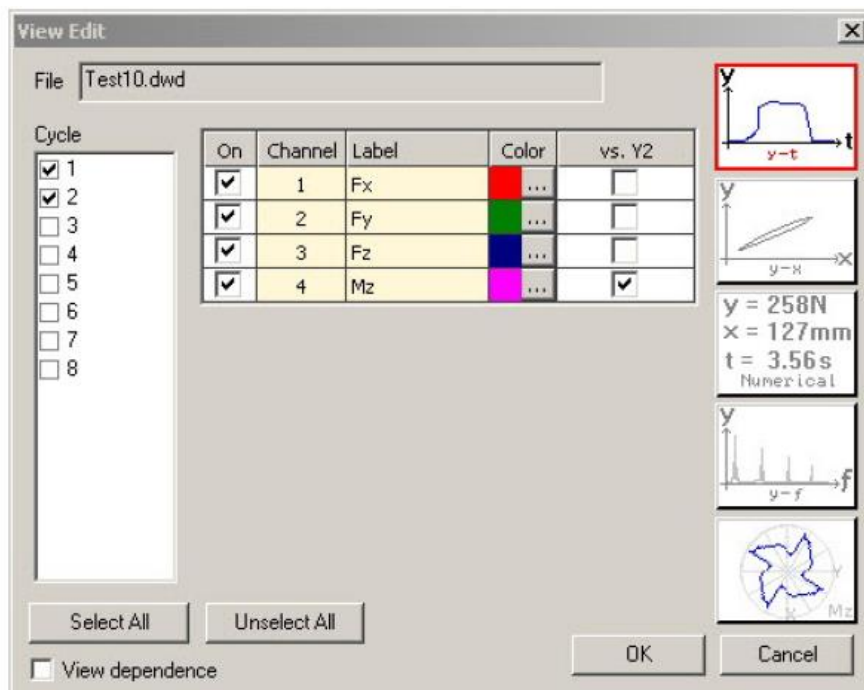 View Edit
File Test10.dwd
Cycle
1
2
3
4
5
6
7
8
On Channel Label Color vs. Y2
1 Fx ...
2 Fy ...
3 Fz ...
4 Mz ...
y
t
y-t
y
x
y-x
y = 258N
x = 127mm
t = 3.56s
Numerical
y
f
y-f
Y
X
Mz
Select All Unselect All
View dependence
OK Cancel